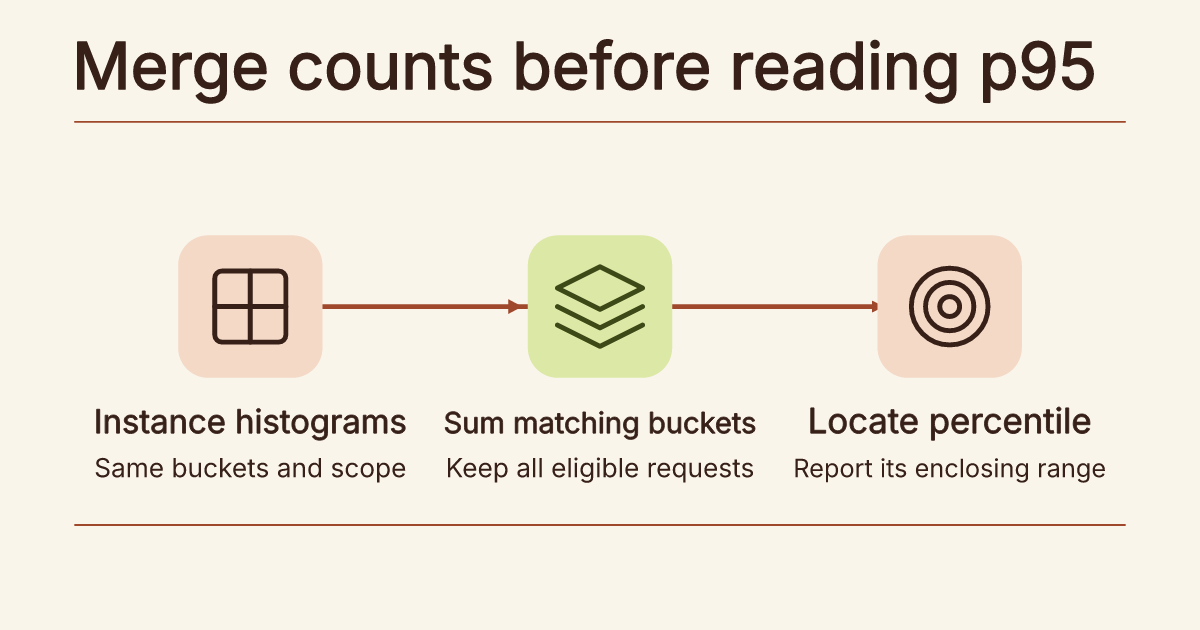 Merge counts before reading p95
Instance histograms
Same buckets and scope
Sum matching buckets
Keep all eligible requests
Locate percentile
Report its enclosing range